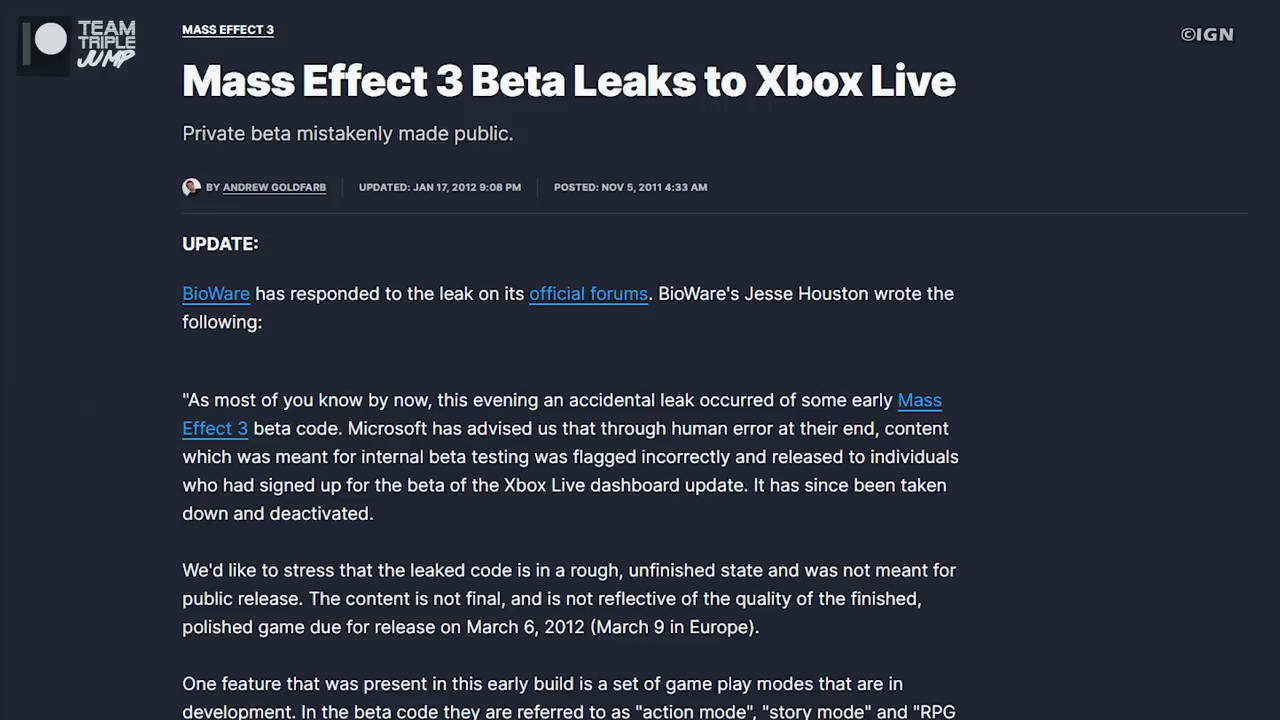 TEAM
TRIPLE
JUMP
MASS EFFECT 3
©IGN
Mass Effect 3 Beta Leaks to Xbox Live
Private beta mistakenly made public.
BY ANDREW GOLDFARB UPDATED: JAN 17, 2012 9:08 PM POSTED: NOV 5, 2011 4:33 AM
UPDATE:
BioWare has responded to the leak on its official forums. BioWare's Jesse Houston wrote the
following:
"As most of you know by now, this evening an accidental leak occurred of some early Mass
Effect 3 beta code. Microsoft has advised us that through human error at their end, content
which was meant for internal beta testing was flagged incorrectly and released to individuals
who had signed up for the beta of the Xbox Live dashboard update. It has since been taken
down and deactivated.
We'd like to stress that the leaked code is in a rough, unfinished state and was not meant for
public release. The content is not final, and is not reflective of the quality of the finished,
polished game due for release on March 6, 2012 (March 9 in Europe).
One feature that was present in this early build is a set of game play modes that are in
development. In the beta code they are referred to as "action mode", "story mode" and "RPG